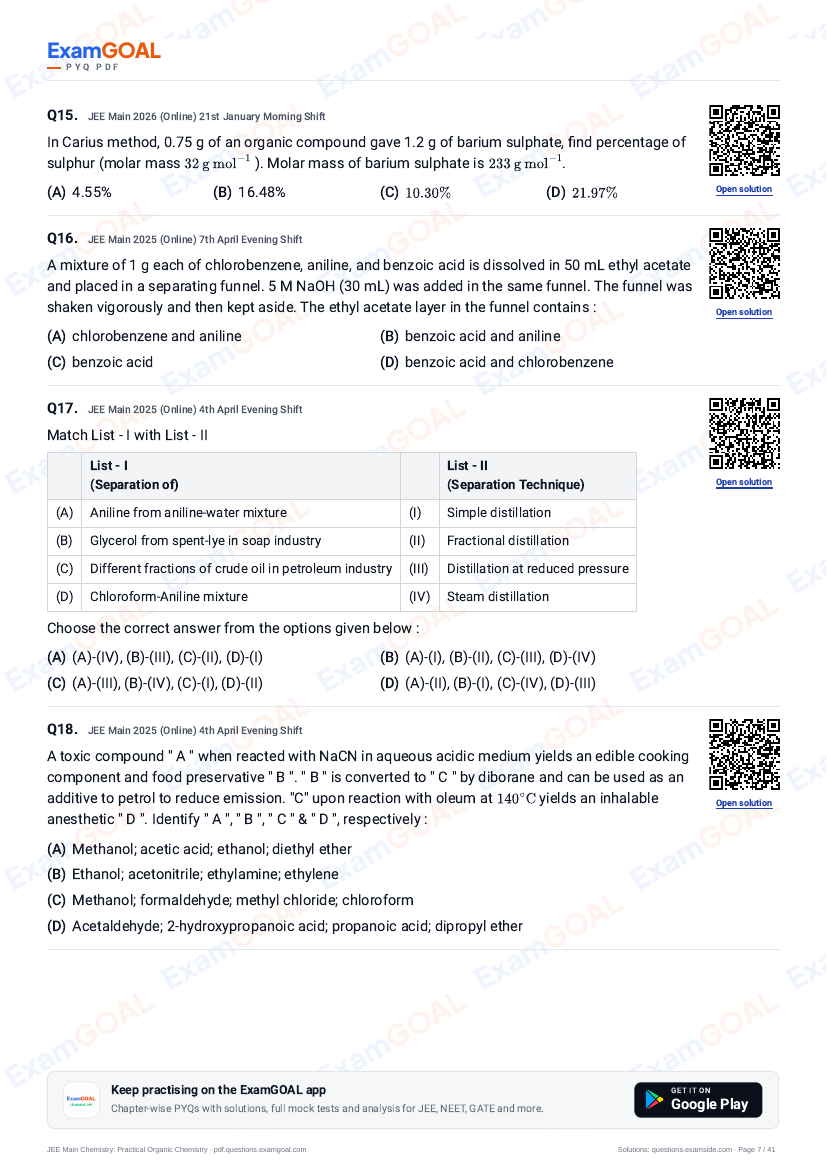 ExamGOAL
PYQ PDF
Q15. JEE Main 2026 (Online) 21st January Morning Shift
In Carius method, 0.75 g of an organic compound gave 1.2 g of barium sulphate, find percentage of
sulphur (molar mass 32 g mol⁻¹ ). Molar mass of barium sulphate is 233 g mol⁻¹.
(A) 4.55% (B) 16.48% (C) 10.30% (D) 21.97%
Open solution
Q16. JEE Main 2025 (Online) 7th April Evening Shift
A mixture of 1 g each of chlorobenzene, aniline, and benzoic acid is dissolved in 50 mL ethyl acetate
and placed in a separating funnel. 5 M NaOH (30 mL) was added in the same funnel. The funnel was
shaken vigorously and then kept aside. The ethyl acetate layer in the funnel contains :
(A) chlorobenzene and aniline (B) benzoic acid and aniline
(C) benzoic acid (D) benzoic acid and chlorobenzene
Open solution
Q17. JEE Main 2025 (Online) 4th April Evening Shift
Match List - I with List - II
List - I (Separation of) List - II (Separation Technique)
(A) Aniline from aniline-water mixture (I) Simple distillation
(B) Glycerol from spent-lye in soap industry (II) Fractional distillation
(C) Different fractions of crude oil in petroleum industry (III) Distillation at reduced pressure
(D) Chloroform-Aniline mixture (IV) Steam distillation
Open solution
Choose the correct answer from the options given below :
(A) (A)-(IV), (B)-(III), (C)-(II), (D)-(I) (B) (A)-(I), (B)-(II), (C)-(III), (D)-(IV)
(C) (A)-(III), (B)-(IV), (C)-(I), (D)-(II) (D) (A)-(II), (B)-(I), (C)-(IV), (D)-(III)
Q18. JEE Main 2025 (Online) 4th April Evening Shift
A toxic compound " A " when reacted with NaCN in aqueous acidic medium yields an edible cooking
component and food preservative " B ". " B " is converted to " C " by diborane and can be used as an
additive to petrol to reduce emission. "C" upon reaction with oleum at 140°C yields an inhalable
anesthetic " D ". Identify " A ", " B ", " C " & " D ", respectively :
(A) Methanol; acetic acid; ethanol; diethyl ether
(B) Ethanol; acetonitrile; ethylamine; ethylene
(C) Methanol; formaldehyde; methyl chloride; chloroform
(D) Acetaldehyde; 2-hydroxypropanoic acid; propanoic acid; dipropyl ether
Open solution
Keep practising on the ExamGOAL app
Chapter-wise PYQs with solutions, full mock tests and analysis for JEE, NEET, GATE and more.
GET IT ON
Google Play
JEE Main Chemistry: Practical Organic Chemistry · pdf.questions.examgoal.com
Solutions: questions.examside.com · Page 7 / 41